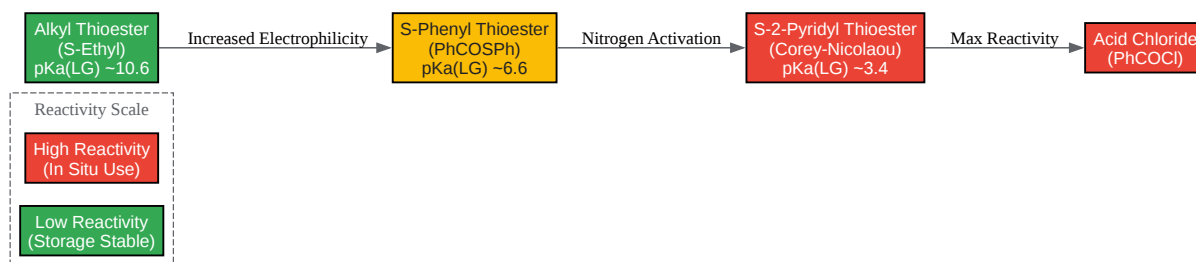 Alkyl Thioester
(S-Ethyl)
pKa(LG) ~10.6
Increased Electrophilicity
S-Phenyl Thioester
(PhCOSPh)
pKa(LG) ~6.6
Nitrogen Activation
S-2-Pyridyl Thioester
(Corey-Nicolaou)
pKa(LG) ~3.4
Max Reactivity
Acid Chloride
(PhCOCl)
Reactivity Scale
High Reactivity
(In Situ Use)
Low Reactivity
(Storage Stable)